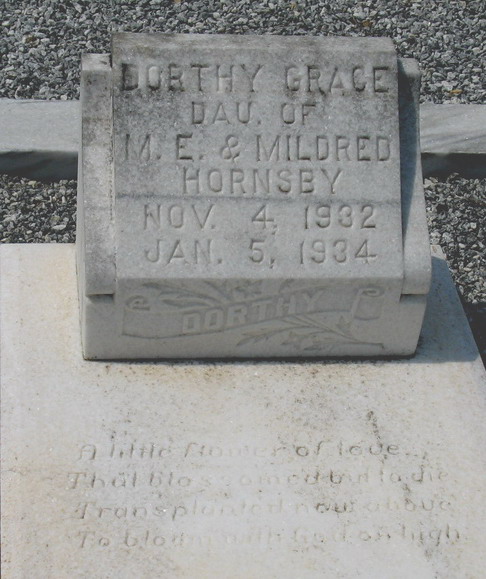 DORTHY GRACE
DAU. OF
M. E. & MILDRED
HORNSBY
NOV. 4, 1932
JAN. 5, 1934
DORTHY
A little flower of love
That blossomed but to die
Transplanted now above
To bloom with God on high.